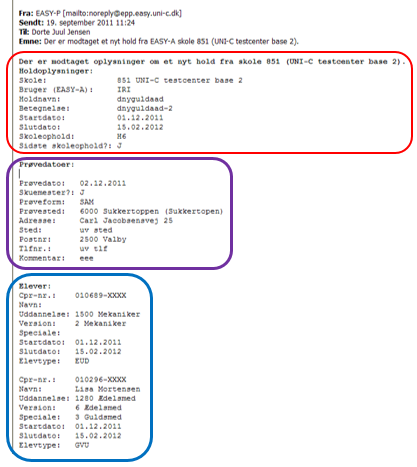 Fra: EASY-P [mailto:noreply@epp.easy.uni-c.dk]
Sendt: 19. september 2011 11:24
Til: Dorte Juul Jensen
Emne: Der er modtaget et nyt hold fra EASY-A skole 851 (UNI-C testcenter base 2).
Der er modtaget oplysninger om et nyt hold fra skole 851 (UNI-C testcenter base 2).
Holdoplysninger:
Skole: 851 UNI-C testcenter base 2
Bruger (EASY-A): IRI
Holdnavn: dnyguldaad
Betegnelse: dnyguldaad-2
Startdato: 01.12.2011
Slutdato: 15.02.2012
Skoleophold: H6
Sidste skoleophold?: J
Prøvedatoer:
Prøvedato: 02.12.2011
Skuemester?: J
Prøveform: SAM
Prøvested: 6000 Sukkertoppen (Sukkertopen)
Adresse: Carl Jacobsensvej 25
Sted: uv sted
Postnr: 2500 Valby
Tlfnr.: uv tlf
Kommentar: eee
Elever:
Cpr-nr.: 010689-XXXX
Navn:
Uddannelse: 1500 Mekaniker
Version: 2 Mekaniker
Speciale:
Startdato: 01.12.2011
Slutdato: 15.02.2012
Elevtype: EUD
Cpr-nr.: 010296-XXXX
Navn: Lisa Mortensen
Uddannelse: 1280 Ædelsmed
Version: 6 Ædelsmed
Speciale: 3 Guldsmed
Startdato: 01.12.2011
Slutdato: 15.02.2012
Elevtype: GVU